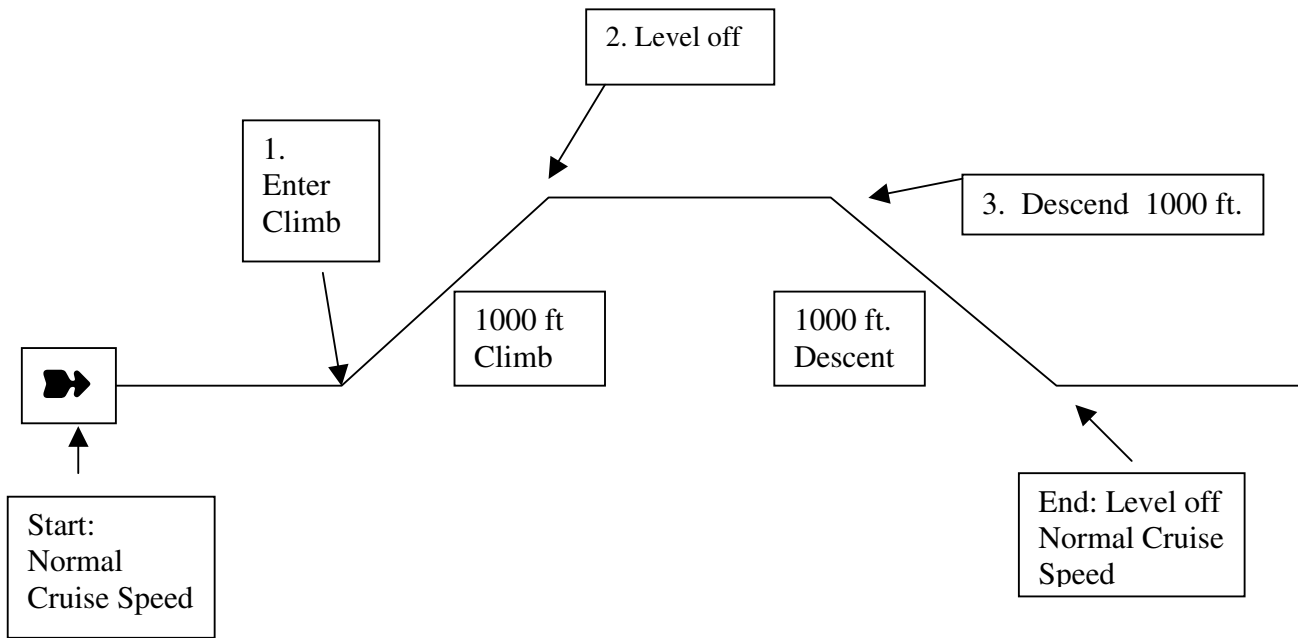 2. Level off
1.
Enter
Climb
3. Descend 1000 ft.
1000 ft
Climb
1000 ft.
Descent
Start:
Normal
Cruise Speed
End: Level off
Normal Cruise
Speed